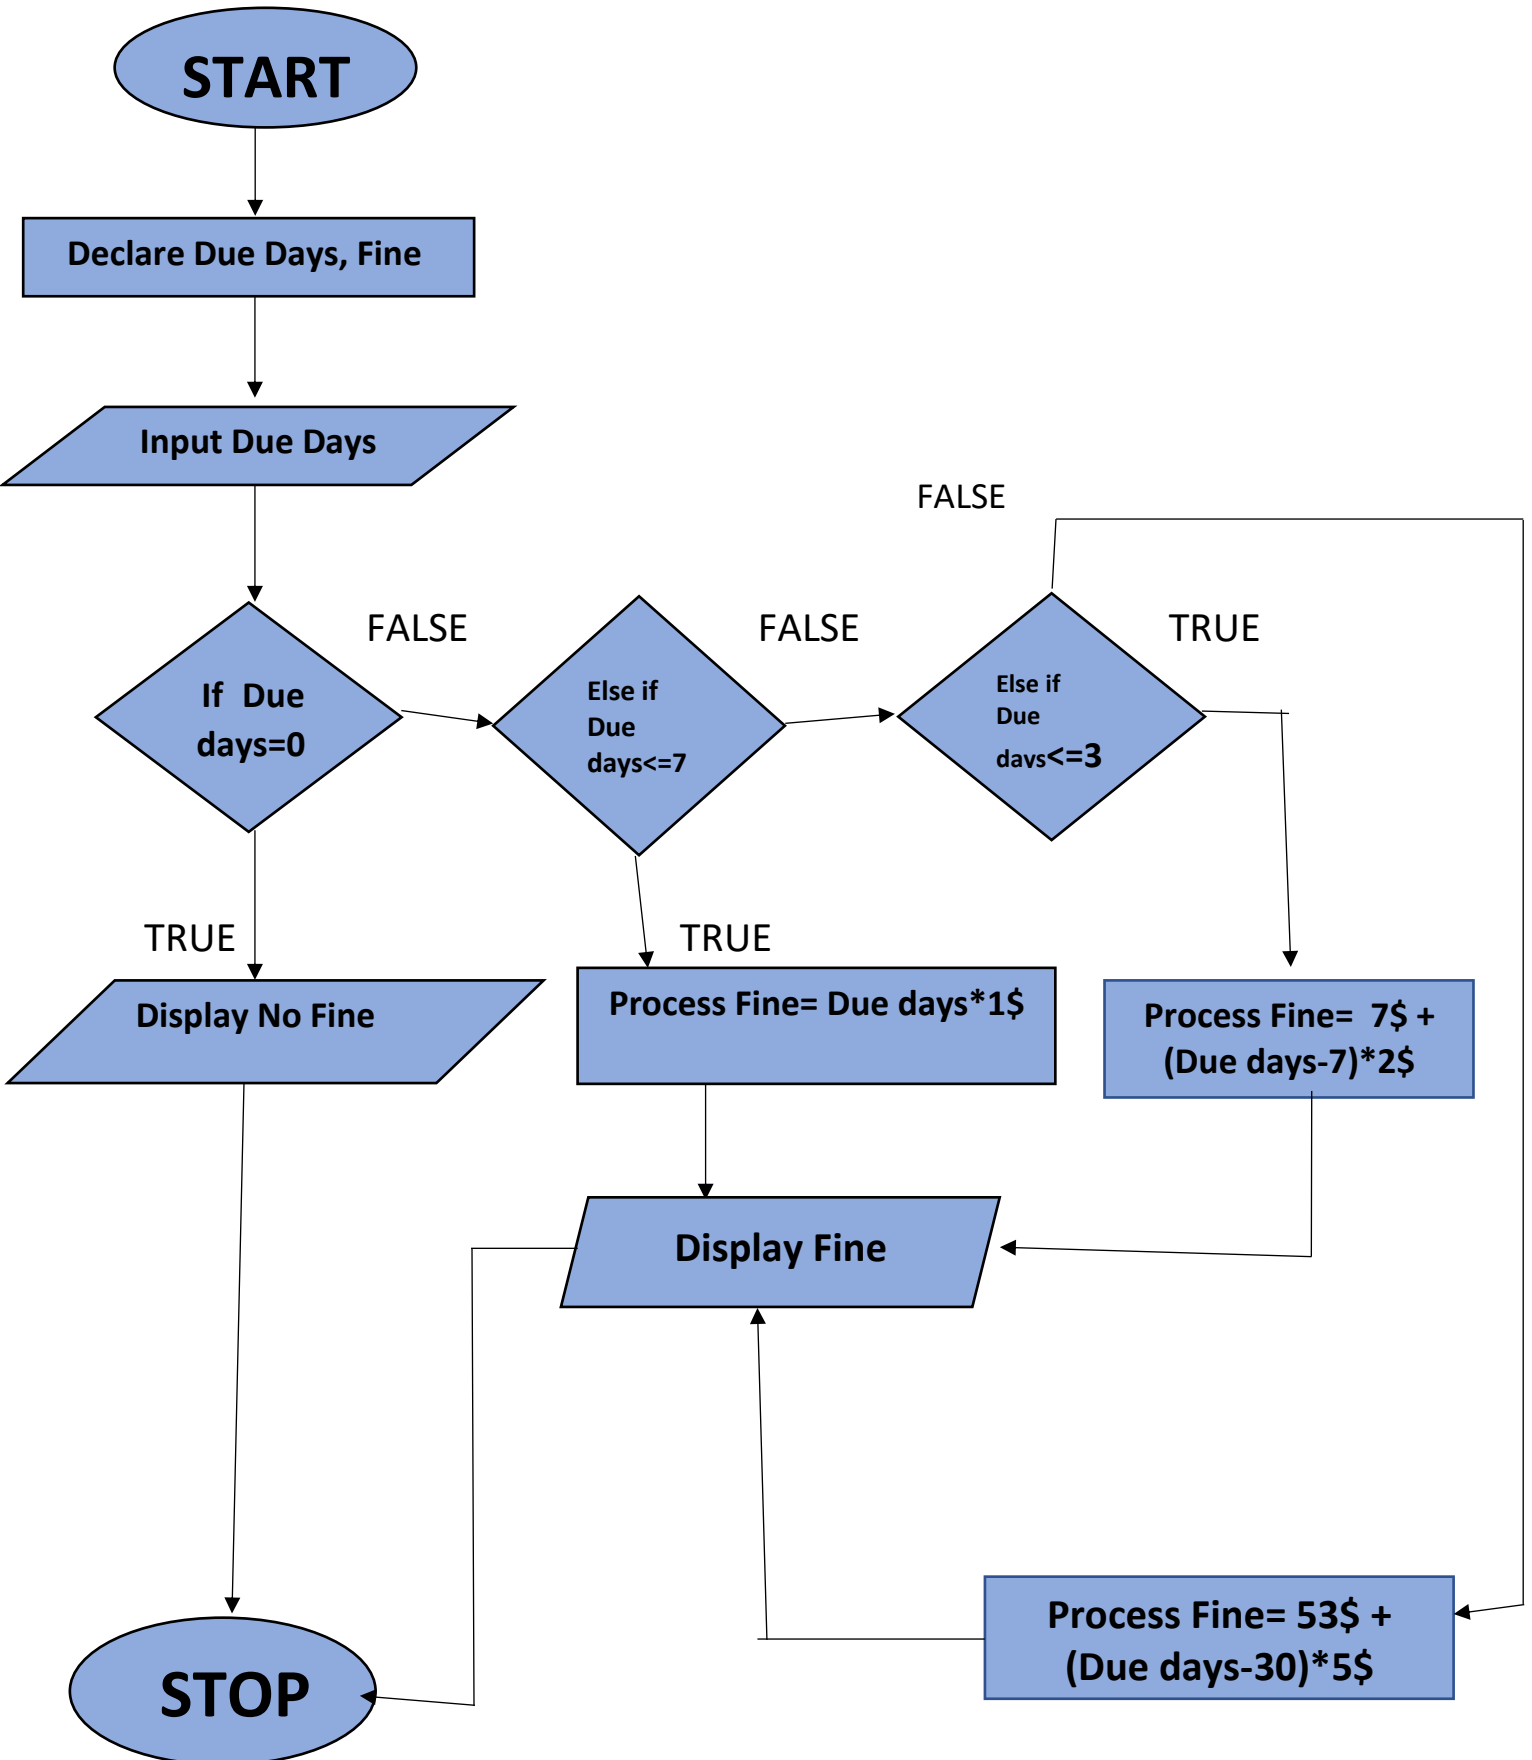 START
Declare Due Days, Fine
Input Due Days
FALSE
FALSE
FALSE
TRUE
If Due
days=0
Else if
Due
days<=7
Else if
Due
days<=3
TRUE
TRUE
Display No Fine
Process Fine= Due days*1$
Process Fine= 7$ +
(Due days-7)*2$
Display Fine
Process Fine= 53$ +
(Due days-30)*5$
STOP